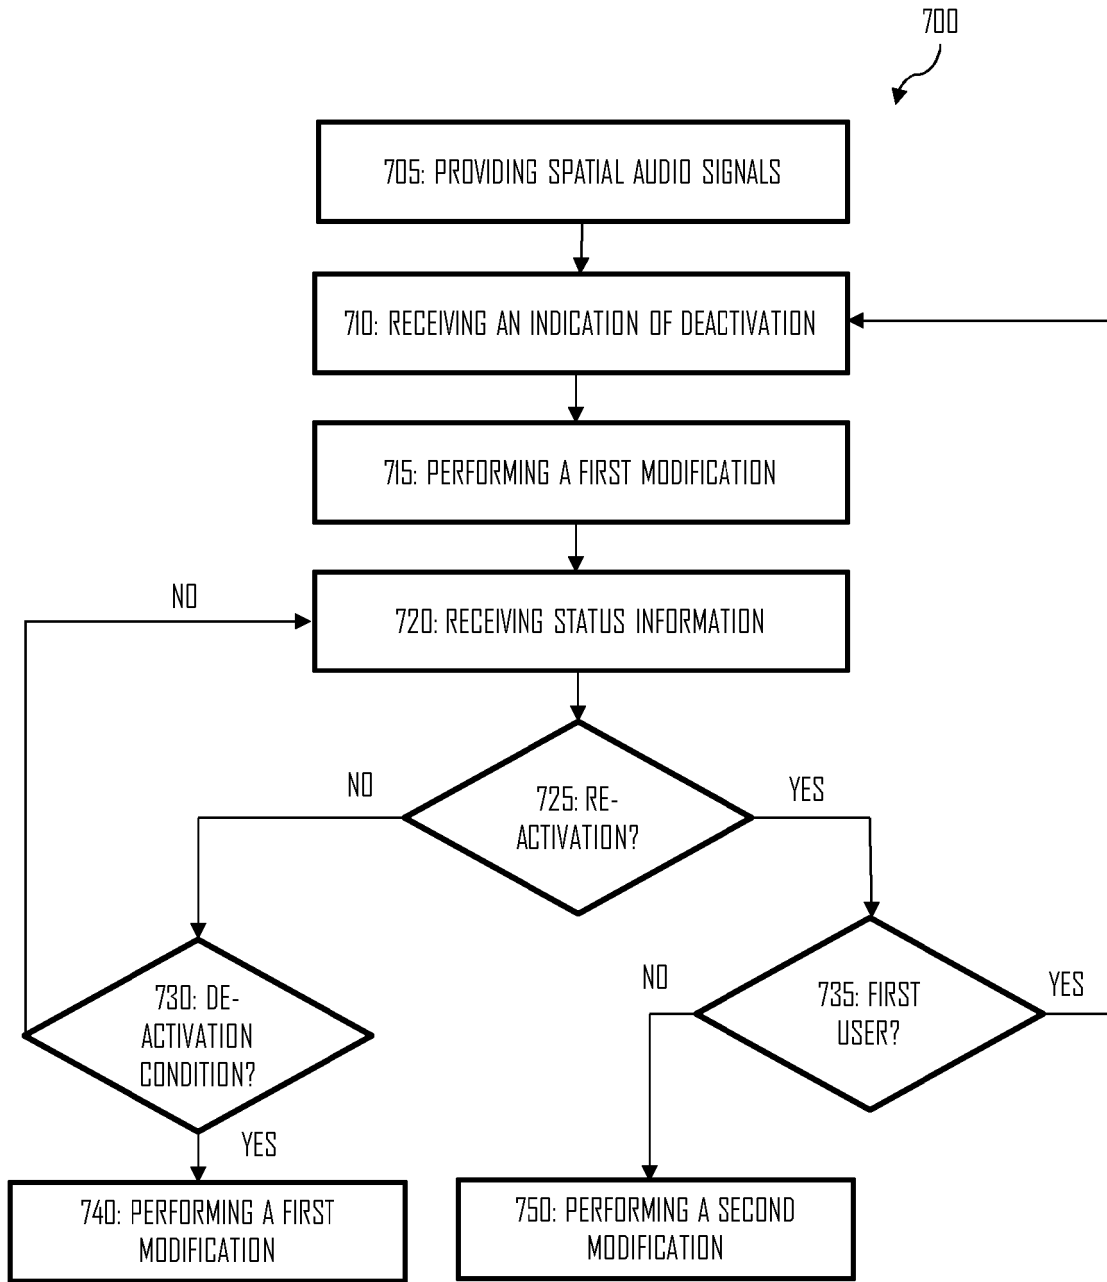 700
705: PROVIDING SPATIAL AUDIO SIGNALS
710: RECEIVING AN INDICATION OF DEACTIVATION
715: PERFORMING A FIRST MODIFICATION
NO
720: RECEIVING STATUS INFORMATION
NO
725: RE-
ACTIVATION?
YES
730: DE-
ACTIVATION
CONDITION?
NO
735: FIRST
USER?
YES
YES
740: PERFORMING A FIRST
MODIFICATION
750: PERFORMING A SECOND
MODIFICATION